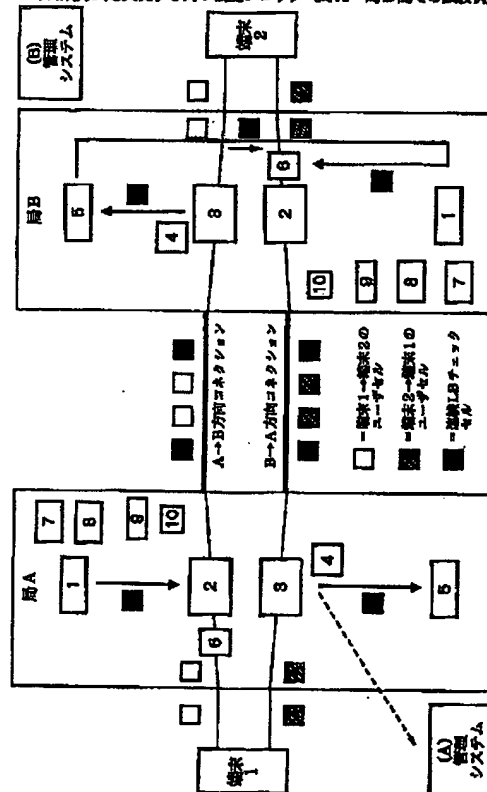 (B)
管理
システム
端末
2
局B
5
4
3
6
2
1
10
9
8
7
A→B方向コネクション
B→A方向コネクション
=端末1→端末2の
ユーザセル
=端末2→端末1の
ユーザセル
=連続LBチェック
セル
局A
7
8
9
10
1
2
6
3
4
5
端末
1
(A)
管理
システム